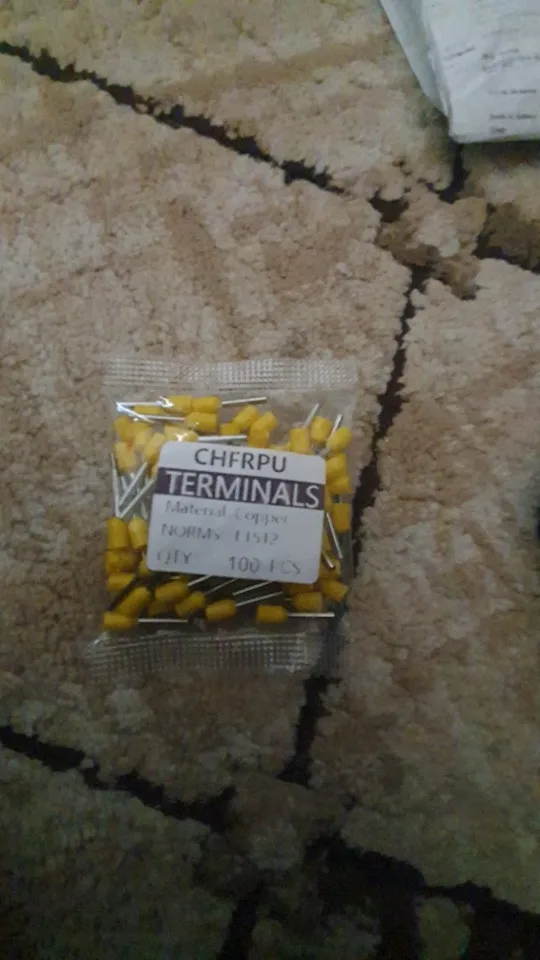 CHFRPU
TERMINALS
Material Copper
NORMS E1512
QTY 100 PCS